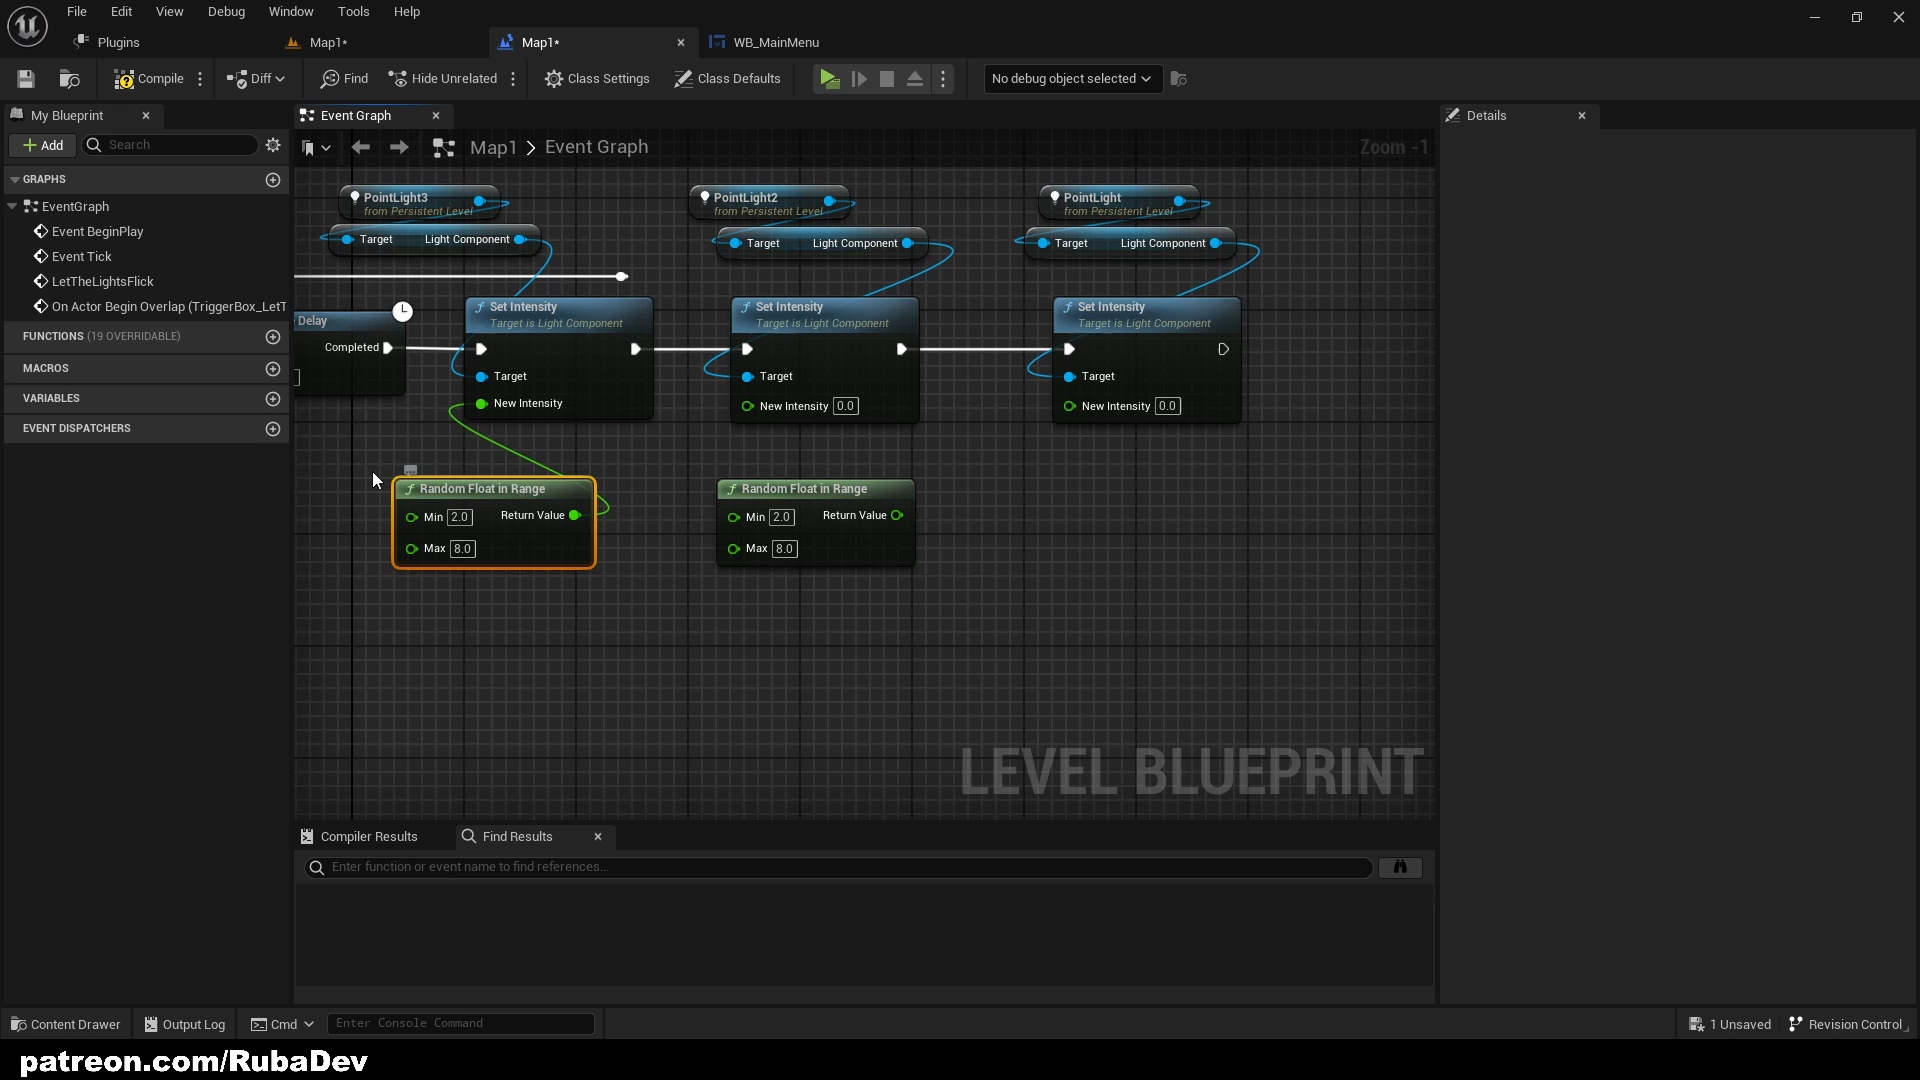 File Edit View Debug Window Tools Help
Plugins Map1* Map1* WB_MainMenu
Compile Diff Find Hide Unrelated Class Settings Class Defaults No debug object selected
My Blueprint Event Graph Details
Add Search Map1 Event Graph Zoom -1
GRAPHS
EventGraph
Event BeginPlay
Event Tick
LetTheLightsFlick
On Actor Begin Overlap (TriggerBox_LetT
FUNCTIONS (19 OVERRIDABLE)
MACROS
VARIABLES
EVENT DISPATCHERS
PointLight3
from Persistent Level
Target Light Component
PointLight2
from Persistent Level
Target Light Component
PointLight
from Persistent Level
Target Light Component
Delay
Completed
Set Intensity
Target is Light Component
Target
New Intensity
Set Intensity
Target is Light Component
Target
New Intensity 0.0
Set Intensity
Target is Light Component
Target
New Intensity 0.0
Random Float in Range
Min 2.0 Return Value
Max 8.0
Random Float in Range
Min 2.0 Return Value
Max 8.0
LEVEL BLUEPRINT
Compiler Results Find Results
Enter function or event name to find references...
Content Drawer Output Log Cmd Enter Console Command 1 Unsaved Revision Control
patreon.com/RubaDev